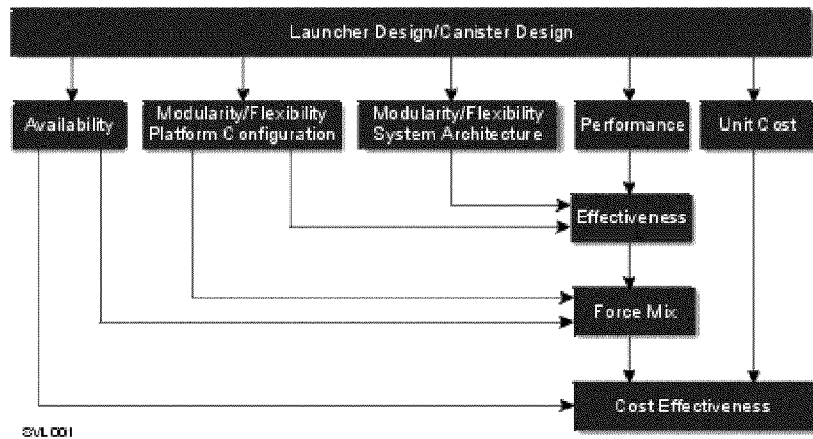 Launcher Design/Canister Design
Availability
Modularity/Flexibility
Platform Configuration
Modularity/Flexibility
System Architecture
Performance
Unit Cost
Effectiveness
Force Mix
Cost Effectiveness
SVL001